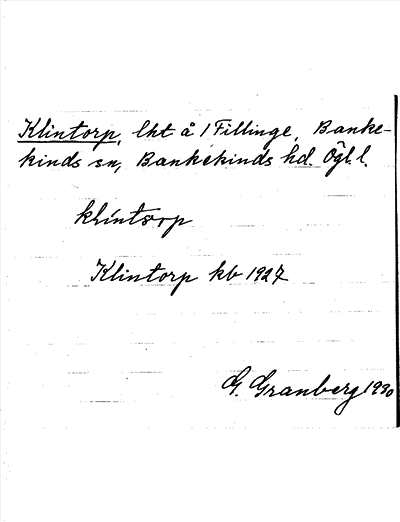 Klintorp, lht å 1 Fillinge, Banke-
kinds sn, Bankekinds hd. Ögl. l.
klintorp
Klintorp kb 1927
G. Granberg 1930